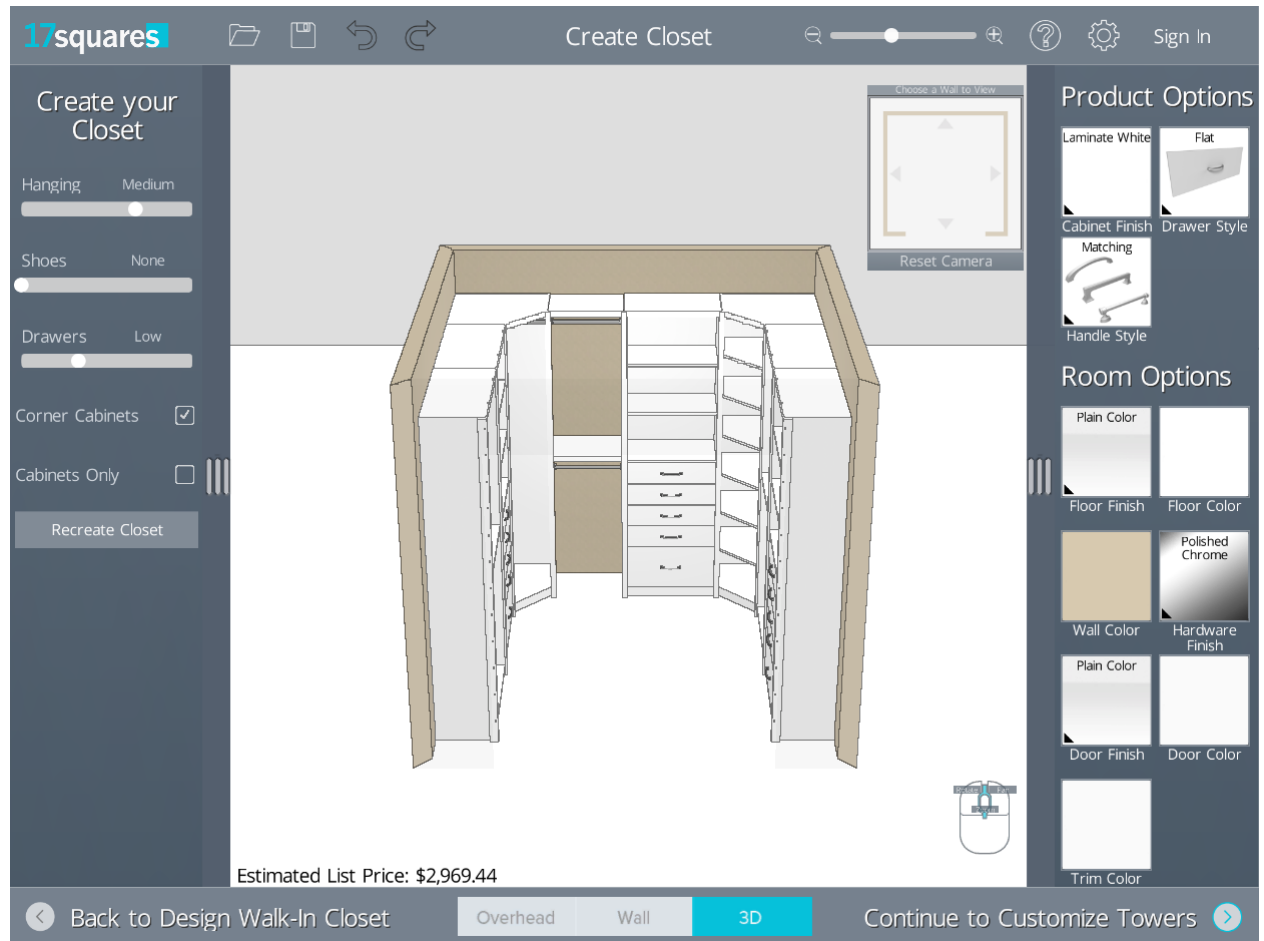 17squares
Create Closet
Sign In
Create your
Closet
Hanging Medium
Shoes None
Drawers Low
Corner Cabinets
Cabinets Only
Recreate Closet
Choose a Wall to View
Reset Camera
Estimated List Price: $2,969.44
Product Options
Laminate White
Flat
Cabinet Finish
Drawer Style
Matching
Handle Style
Room Options
Plain Color
Floor Finish
Floor Color
Polished
Chrome
Wall Color
Hardware
Finish
Plain Color
Door Finish
Door Color
Trim Color
Back to Design Walk-In Closet
Overhead
Wall
3D
Continue to Customize Towers